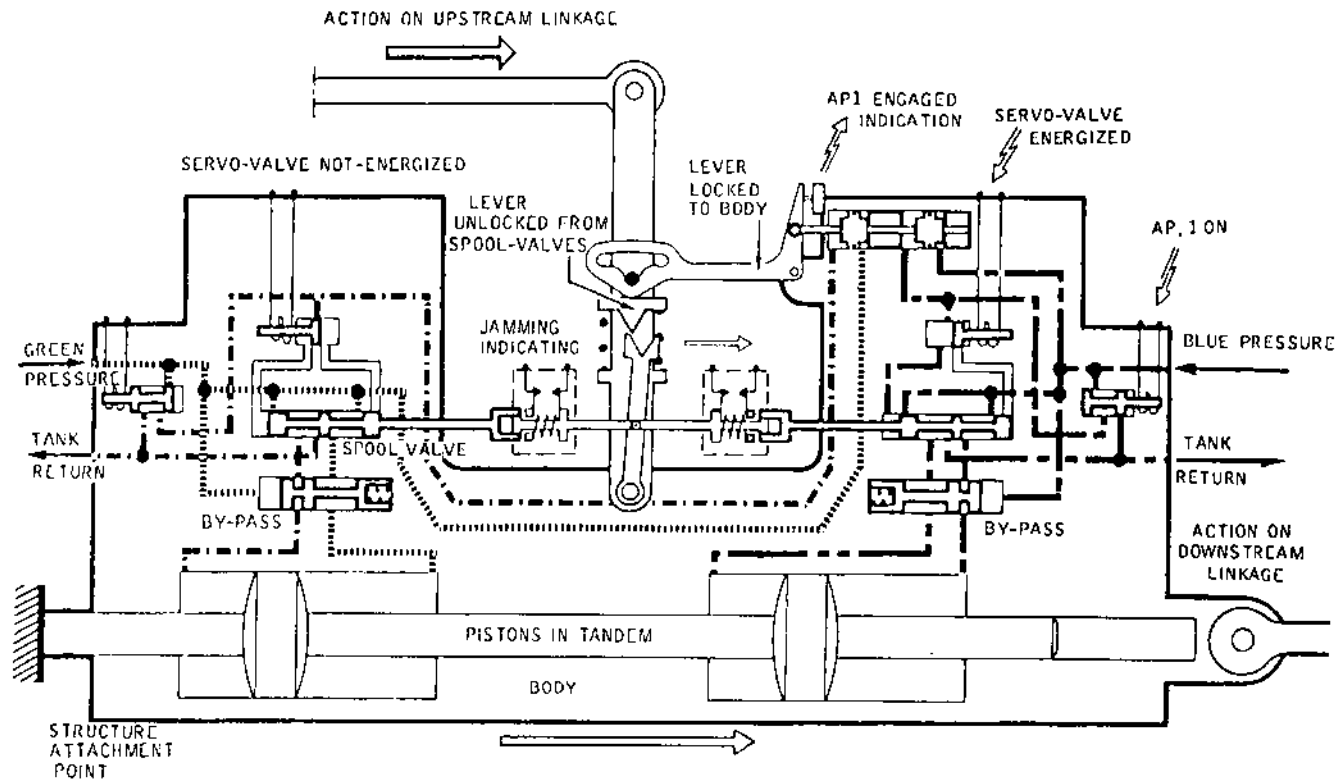 ACTION ON UPSTREAM LINKAGE
AP1 ENGAGED
INDICATION
SERVO-VALVE
ENERGIZED
SERVO-VALVE NOT-ENERGIZED
LEVER
UNLOCKED FROM
SPOOL-VALVES
LEVER
LOCKED
TO BODY
AP.1 ON
JAMMING
INDICATING
GREEN
PRESSURE
BLUE PRESSURE
TANK
RETURN
SPOOL VALVE
TANK
RETURN
BY-PASS
BY-PASS
ACTION ON
DOWNSTREAM
LINKAGE
PISTONS IN TANDEM
BODY
STRUCTURE
ATTACHMENT
POINT